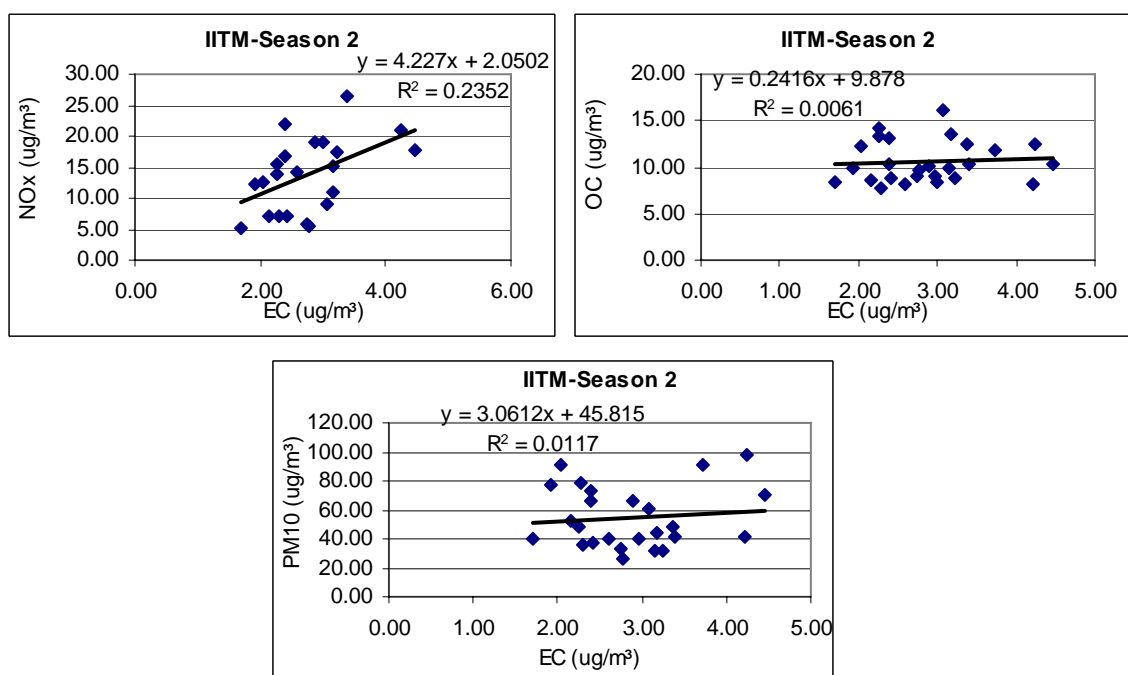 IITM-Season 2
y = 4.227x + 2.0502
R² = 0.2352
30.00
25.00
20.00
15.00
10.00
5.00
0.00
NOx (ug/m³)
0.00 2.00 4.00 6.00
EC (ug/m³)
IITM-Season 2
y = 0.2416x + 9.878
R² = 0.0061
20.00
15.00
10.00
5.00
0.00
OC (ug/m³)
0.00 1.00 2.00 3.00 4.00 5.00
EC (ug/m³)
IITM-Season 2
y = 3.0612x + 45.815
R² = 0.0117
120.00
100.00
80.00
60.00
40.00
20.00
0.00
PM10 (ug/m³)
0.00 1.00 2.00 3.00 4.00 5.00
EC (ug/m³)